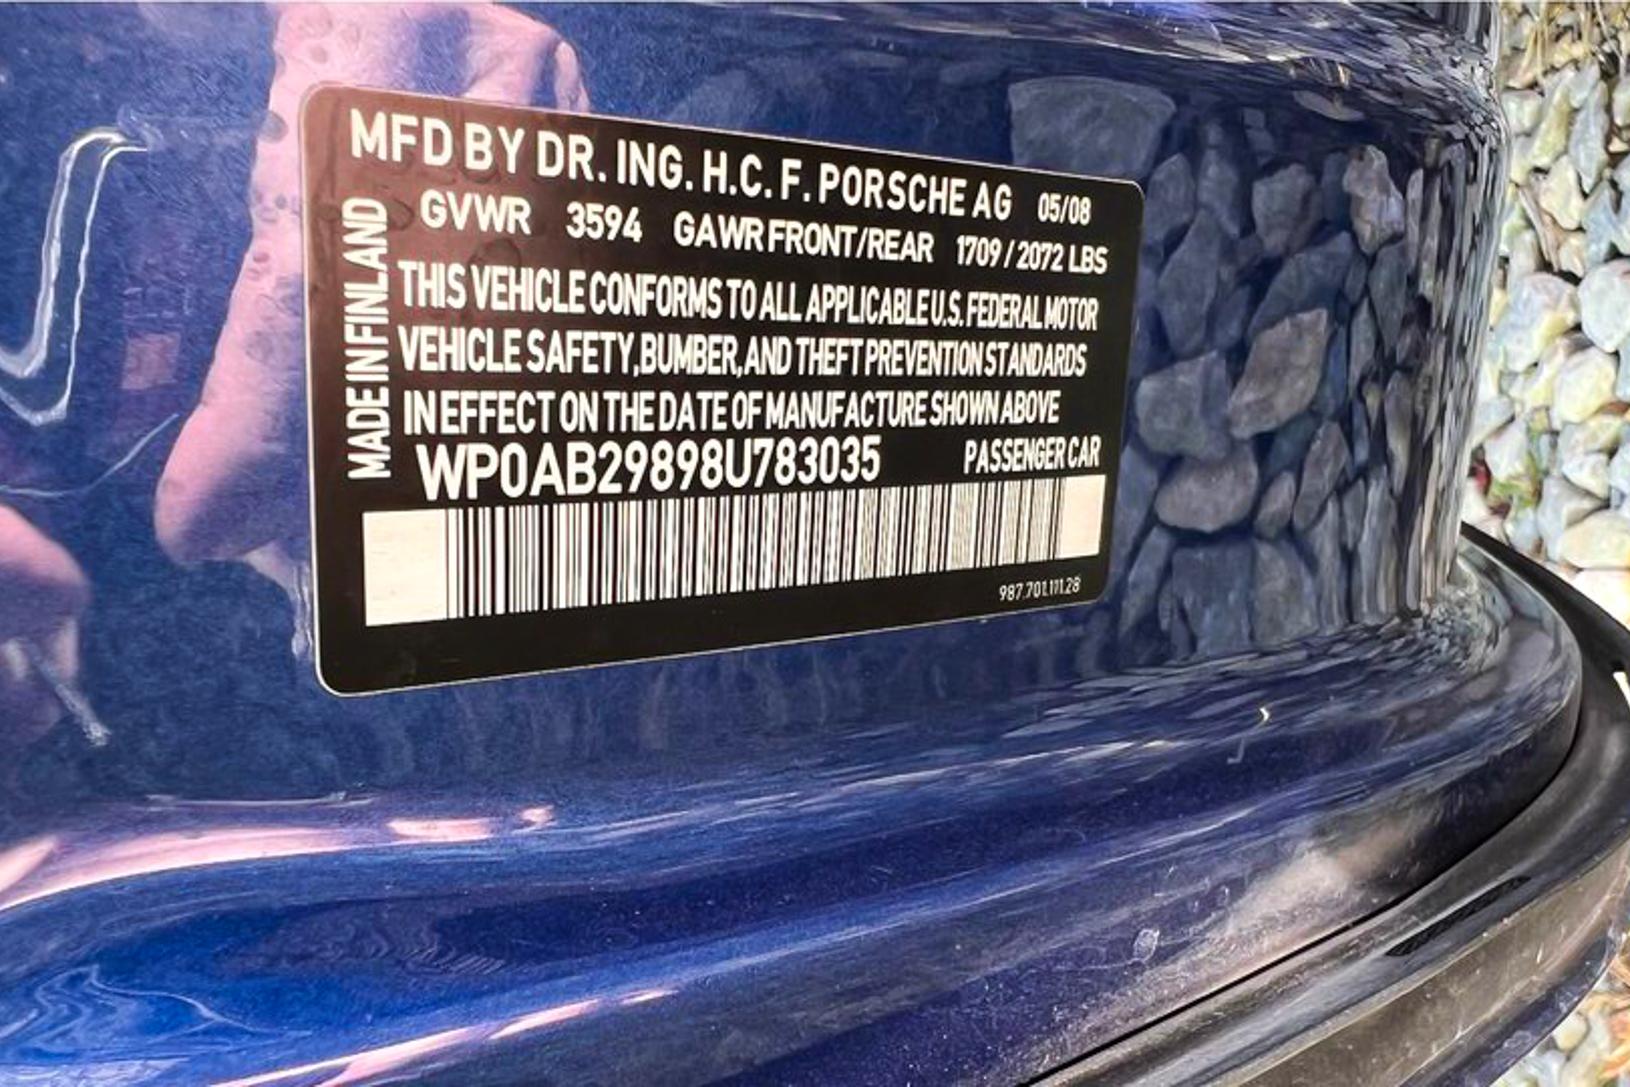 MFD BY DR. ING. H.C. F. PORSCHE AG 05/08
GVWR 3594 GAWR FRONT/REAR 1709 / 2072 LBS
MADE IN FINLAND
THIS VEHICLE CONFORMS TO ALL APPLICABLE U.S. FEDERAL MOTOR
VEHICLE SAFETY, BUMBER, AND THEFT PREVENTION STANDARDS
IN EFFECT ON THE DATE OF MANUFACTURE SHOWN ABOVE
WP0AB29898U783035 PASSENGER CAR
987.701.111.28